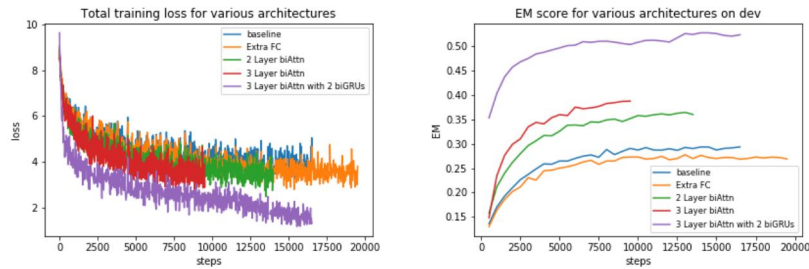 Total training loss for various architectures
10
8
6
4
2
loss
baseline
Extra FC
2 Layer biAttn
3 Layer biAttn
3 Layer biAttn with 2 biGRUs
0 2500 5000 7500 10000 12500 15000 17500 20000
steps
EM score for various architectures on dev
0.50
0.45
0.40
0.35
0.30
0.25
0.20
0.15
EM
baseline
Extra FC
2 Layer biAttn
3 Layer biAttn
3 Layer biAttn with 2 biGRUs
0 2500 5000 7500 10000 12500 15000 17500 20000
steps